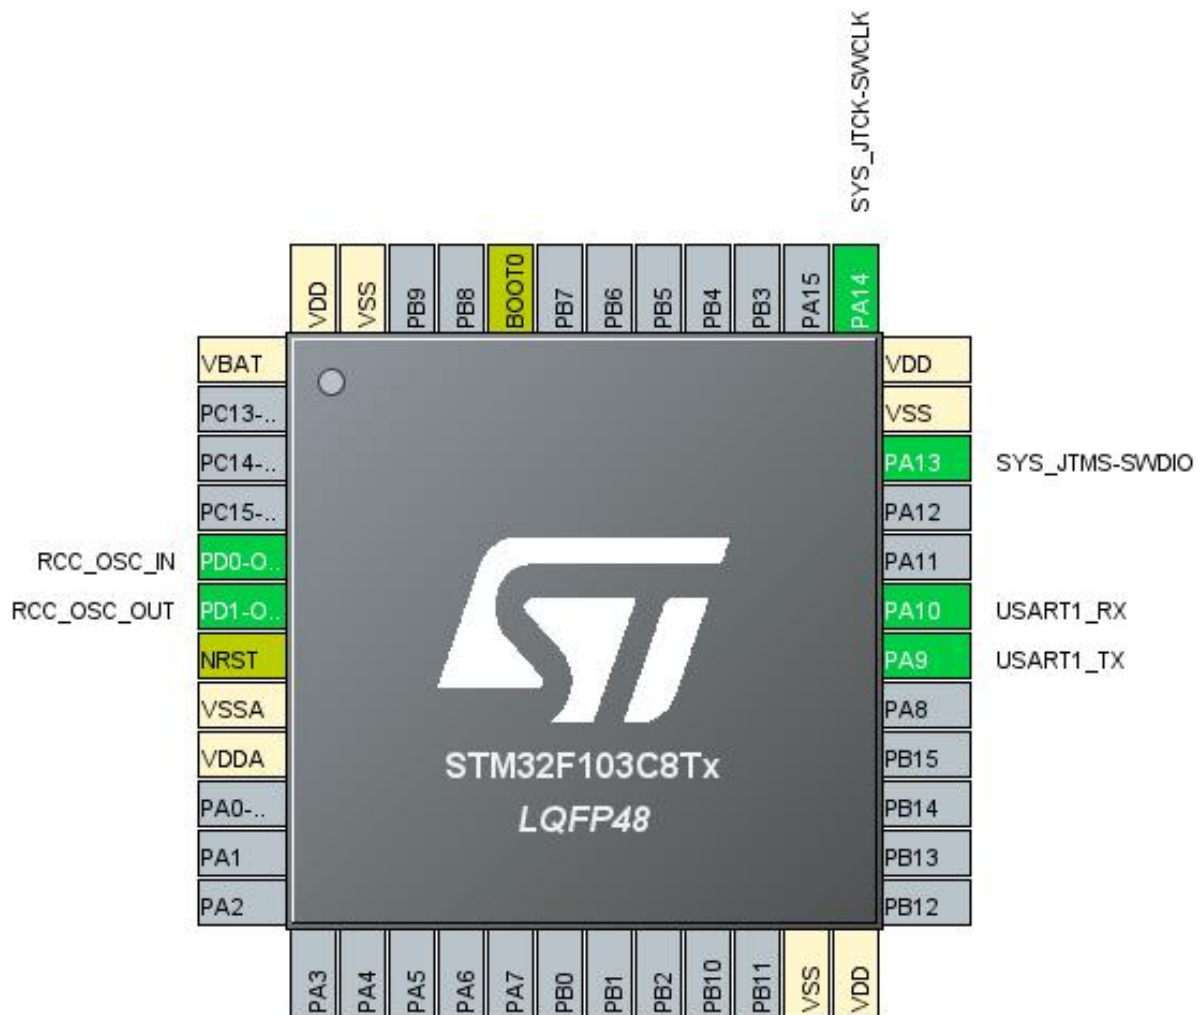 SYS_JTCK-SWCLK
VDD
VSS
PB9
PB8
BOOT0
PB7
PB6
PB5
PB4
PB3
PA15
PA14
VBAT
PC13-..
PC14-..
PC15-..
RCC_OSC_IN PD0-O..
RCC_OSC_OUT PD1-O..
NRST
VSSA
VDDA
PA0-..
PA1
PA2
ST
STM32F103C8Tx
LQFP48
VDD
VSS
PA13 SYS_JTMS-SWDIO
PA12
PA11
PA10 USART1_RX
PA9 USART1_TX
PA8
PB15
PB14
PB13
PB12
PA3
PA4
PA5
PA6
PA7
PB0
PB1
PB2
PB10
PB11
VSS
VDD